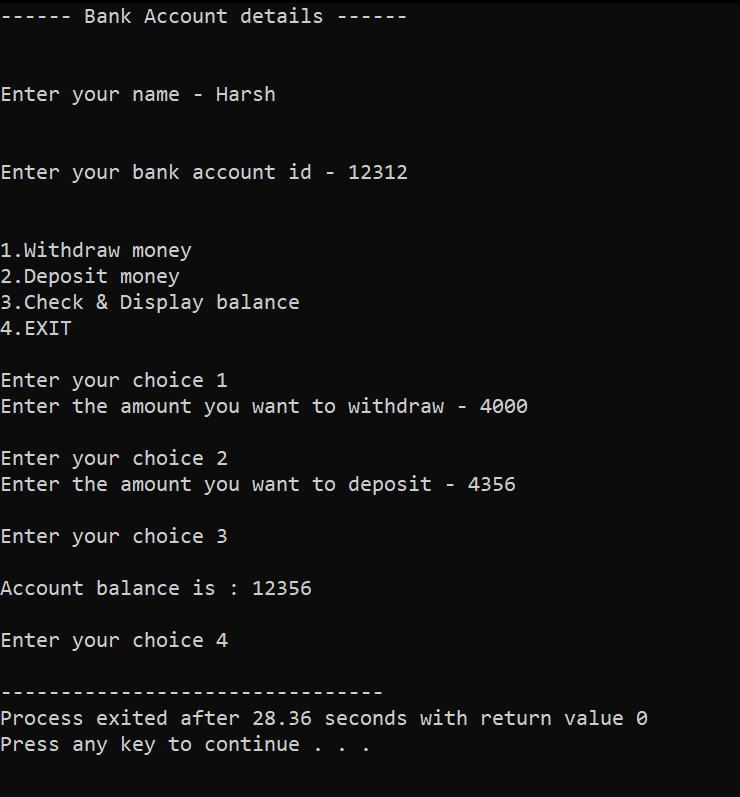 ------ Bank Account details ------
Enter your name - Harsh
Enter your bank account id - 12312
1.Withdraw money
2.Deposit money
3.Check & Display balance
4.EXIT
Enter your choice 1
Enter the amount you want to withdraw - 4000
Enter your choice 2
Enter the amount you want to deposit - 4356
Enter your choice 3
Account balance is : 12356
Enter your choice 4
--------------------------------
Process exited after 28.36 seconds with return value 0
Press any key to continue . . .